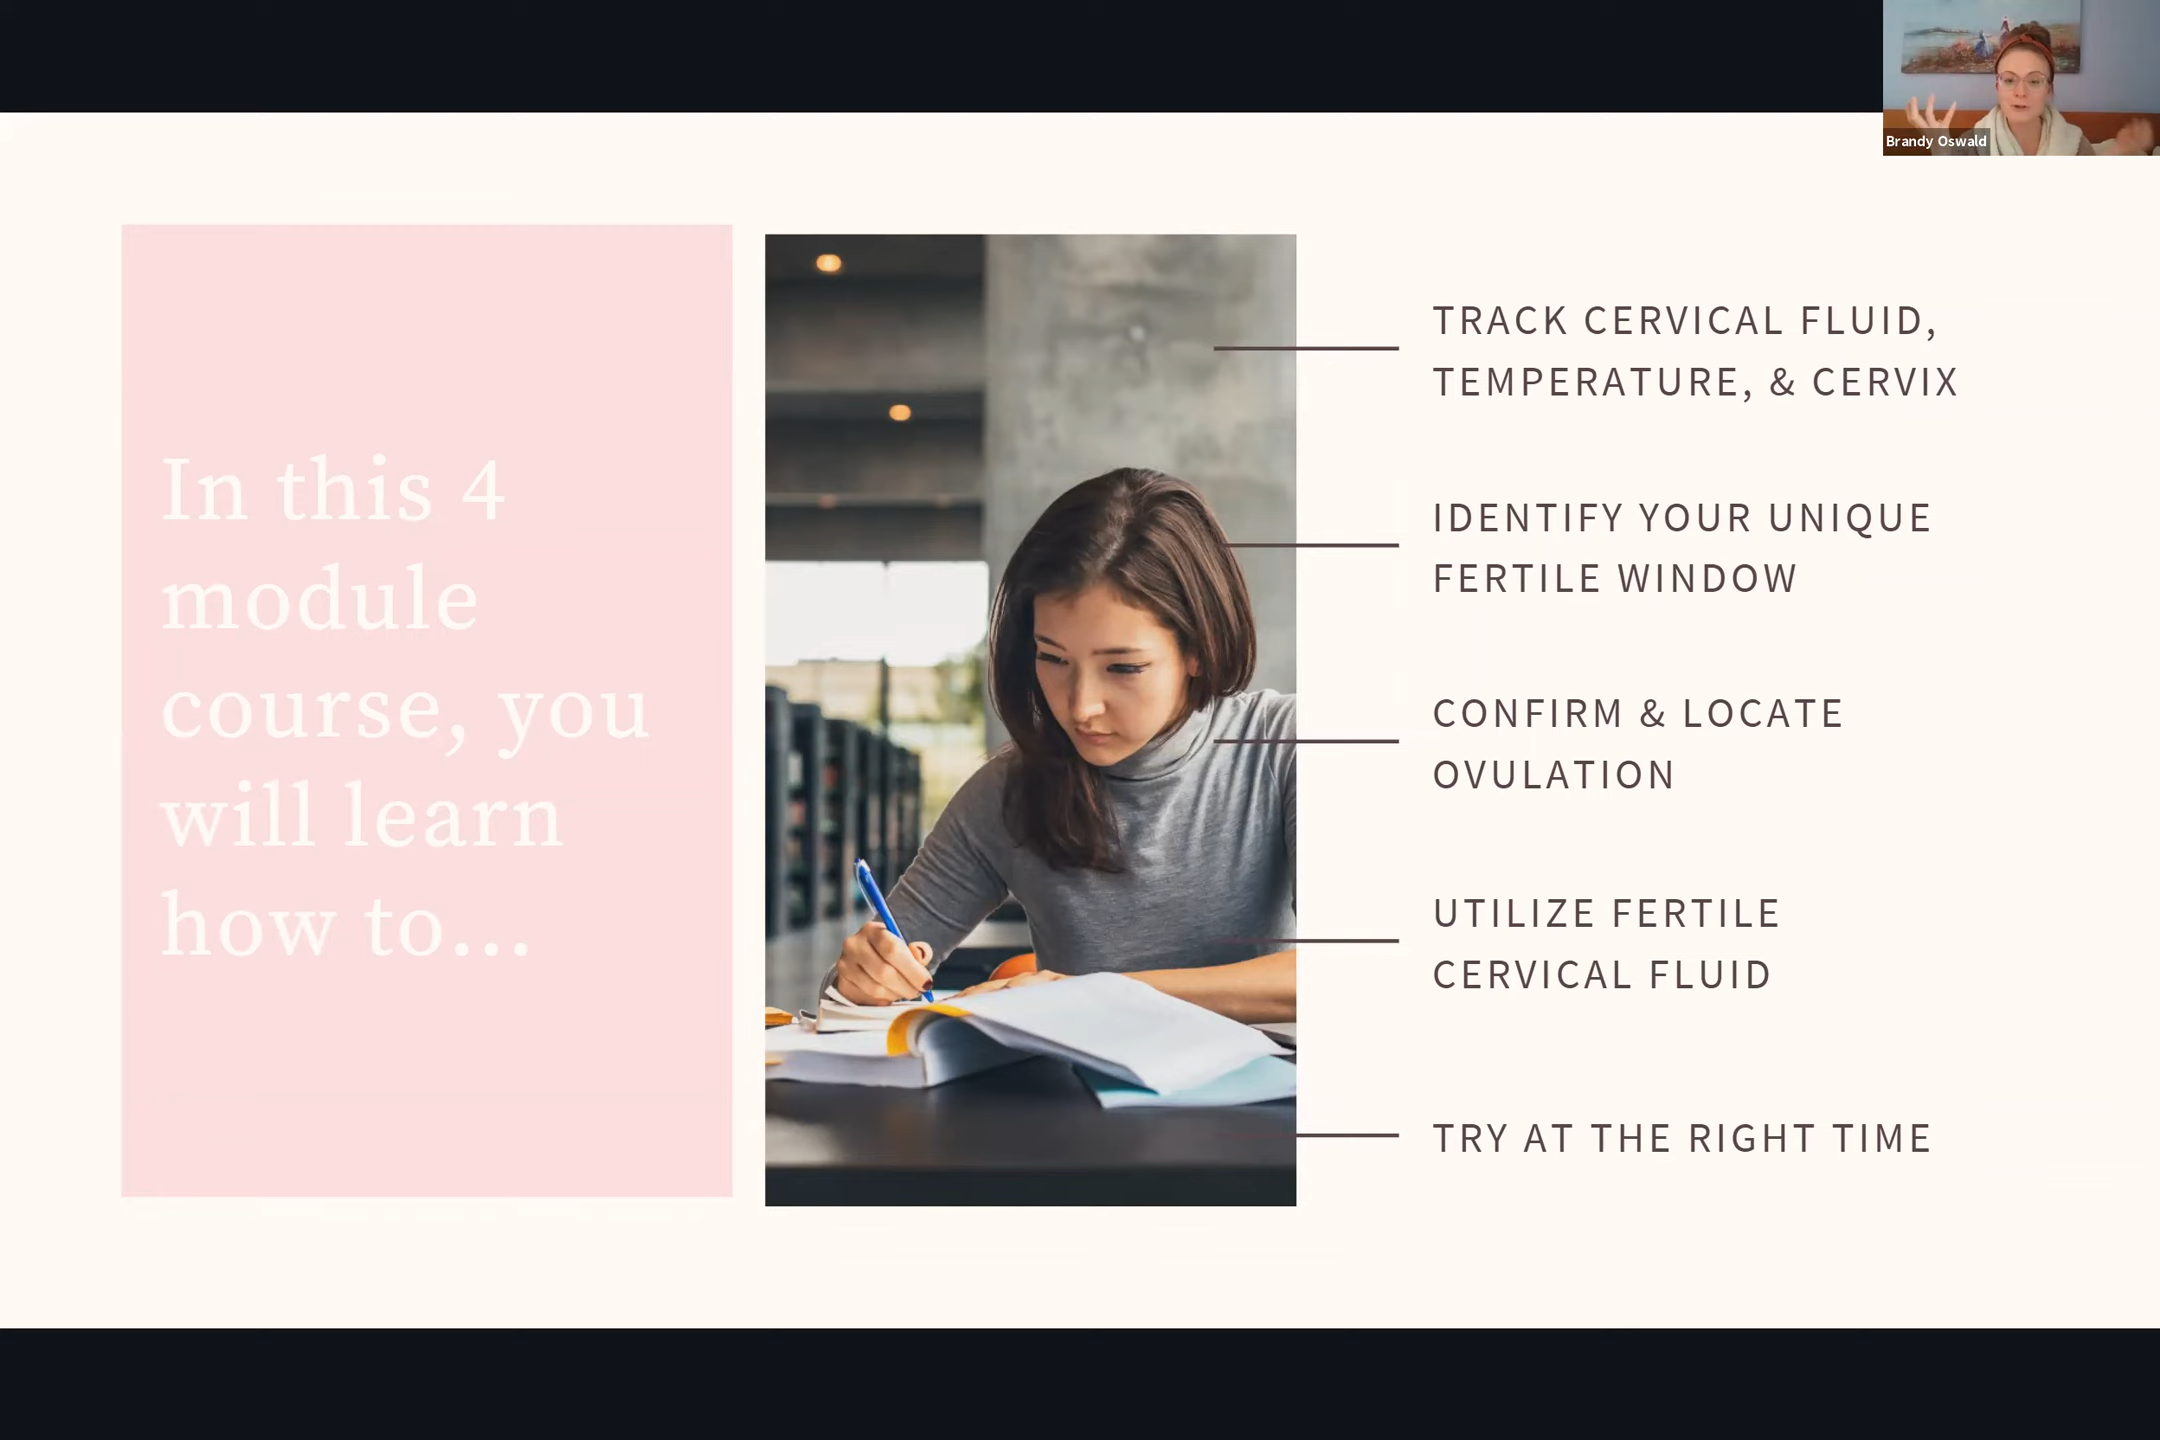 Brandy Oswald
In this 4
module
course, you
will learn
how to...
TRACK CERVICAL FLUID,
TEMPERATURE, & CERVIX
IDENTIFY YOUR UNIQUE
FERTILE WINDOW
CONFIRM & LOCATE
OVULATION
UTILIZE FERTILE
CERVICAL FLUID
TRY AT THE RIGHT TIME